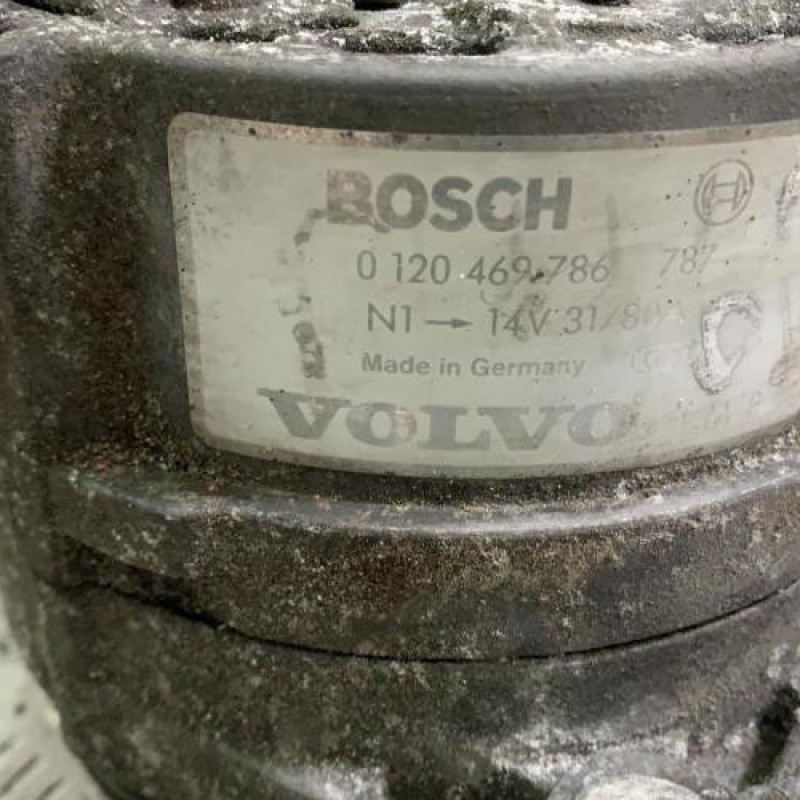 BOSCH
0 120 469 786 787
N1 → 14V 31/80A
Made in Germany
VOLVO